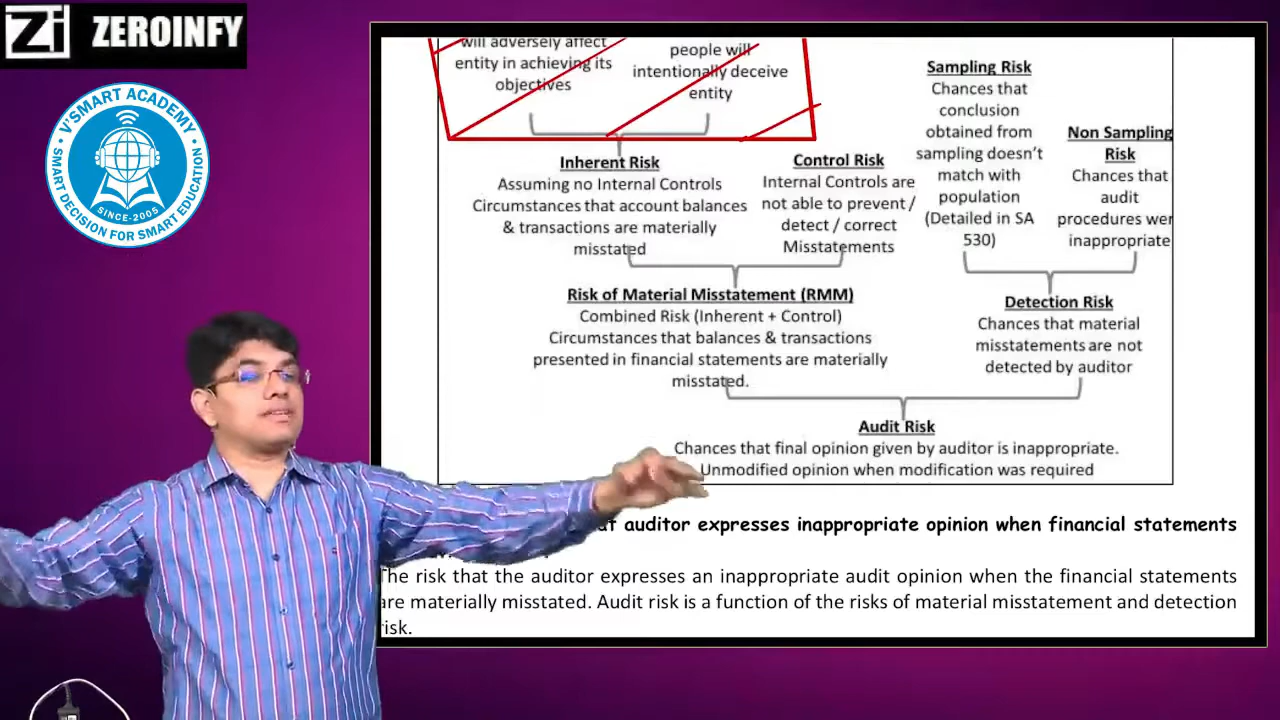 Zi ZEROINFY
V'SMART ACADEMY
SINCE-2005
SMART DECISION FOR SMART EDUCATION
will adversely affect
entity in achieving its
objectives
people will
intentionally deceive
entity
Inherent Risk
Assuming no Internal Controls
Circumstances that account balances
& transactions are materially
misstated
Control Risk
Internal Controls are
not able to prevent /
detect / correct
Misstatements
Sampling Risk
Chances that
conclusion
obtained from
sampling doesn't
match with
population
(Detailed in SA
530)
Non Sampling
Risk
Chances that
audit
procedures wer
inappropriate
Risk of Material Misstatement (RMM)
Combined Risk (Inherent + Control)
Circumstances that balances & transactions
presented in financial statements are materially
misstated.
Detection Risk
Chances that material
misstatements are not
detected by auditor
Audit Risk
Chances that final opinion given by auditor is inappropriate.
Unmodified opinion when modification was required
auditor expresses inappropriate opinion when financial statements
The risk that the auditor expresses an inappropriate audit opinion when the financial statements
are materially misstated. Audit risk is a function of the risks of material misstatement and detection
risk.